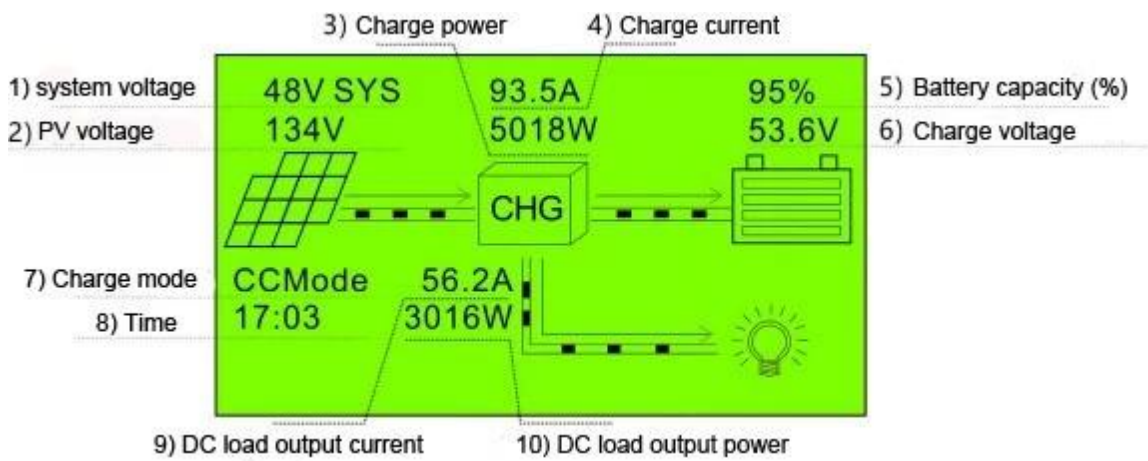 3) Charge power
4) Charge current
1) system voltage
48V SYS
93.5A
95%
5) Battery capacity (%)
2) PV voltage
134V
5018W
53.6V
6) Charge voltage
CHG
7) Charge mode
CCMode
56.2A
8) Time
17:03
3016W
9) DC load output current
10) DC load output power